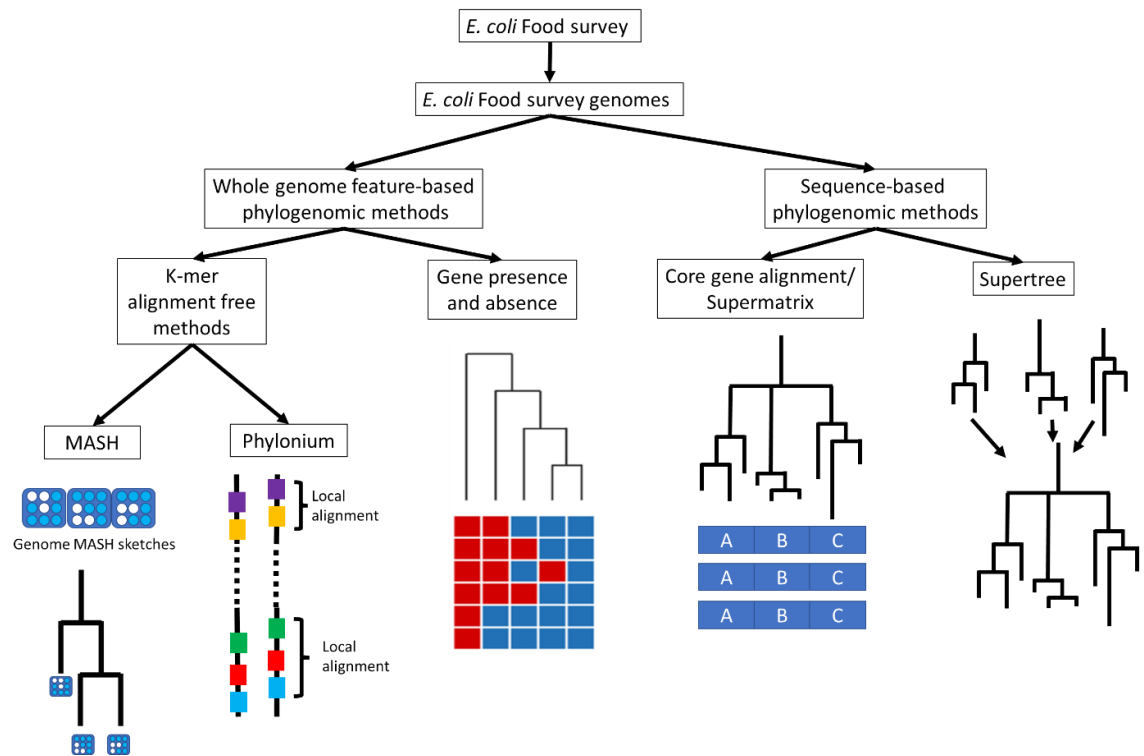 E. coli Food survey
E. coli Food survey genomes
Whole genome feature-based
phylogenomic methods
Sequence-based
phylogenomic methods
K-mer
alignment free
methods
Gene presence
and absence
Core gene alignment/
Supermatrix
Supertree
MASH
Phylonium
Genome MASH sketches
Local
alignment
Local
alignment
A B C
A B C
A B C